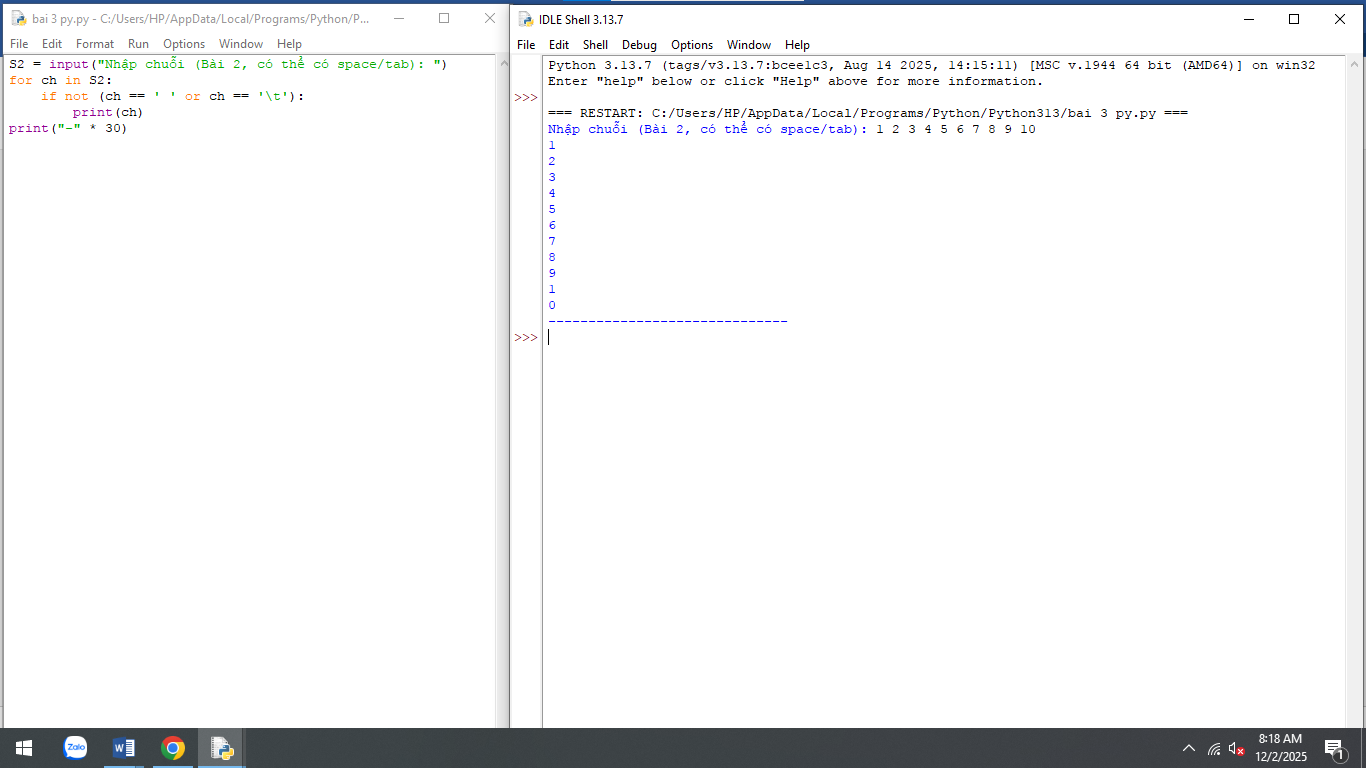 bai 3 py.py - C:/Users/HP/AppData/Local/Programs/Python/P...
File Edit Format Run Options Window Help
S2 = input("Nhập chuỗi (Bài 2, có thể có space/tab): ")
for ch in S2:
    if not (ch == ' ' or ch == '\t'):
        print(ch)
print("-" * 30)
IDLE Shell 3.13.7
File Edit Shell Debug Options Window Help
Python 3.13.7 (tags/v3.13.7:bcee1c3, Aug 14 2025, 14:15:11) [MSC v.1944 64 bit (AMD64)] on win32
Enter "help" below or click "Help" above for more information.
>>>
=== RESTART: C:/Users/HP/AppData/Local/Programs/Python/Python313/bai 3 py.py ===
Nhập chuỗi (Bài 2, có thể có space/tab): 1 2 3 4 5 6 7 8 9 10
1
2
3
4
5
6
7
8
9
1
0
------------------------------
>>>
Zalo
W
8:18 AM
12/2/2025
1